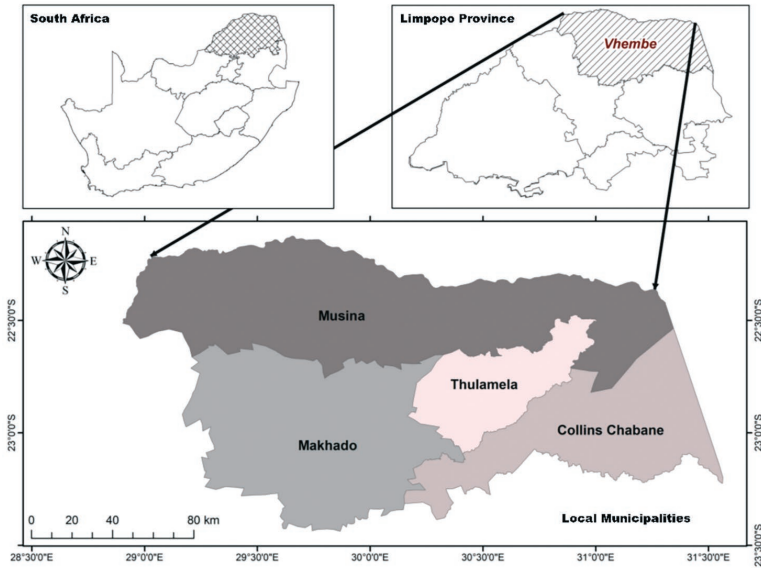 South Africa
Limpopo Province
Vhembe
N
W E
S
Musina
Thulamela
Makhado
Collins Chabane
Local Municipalities
0 20 40 80 km
22°30'0"S
23°0'0"S
22°30'0"S
23°0'0"S
23°30'0"S
28°30'0"E 29°0'0"E 29°30'0"E 30°0'0"E 30°30'0"E 31°0'0"E 31°30'0"E